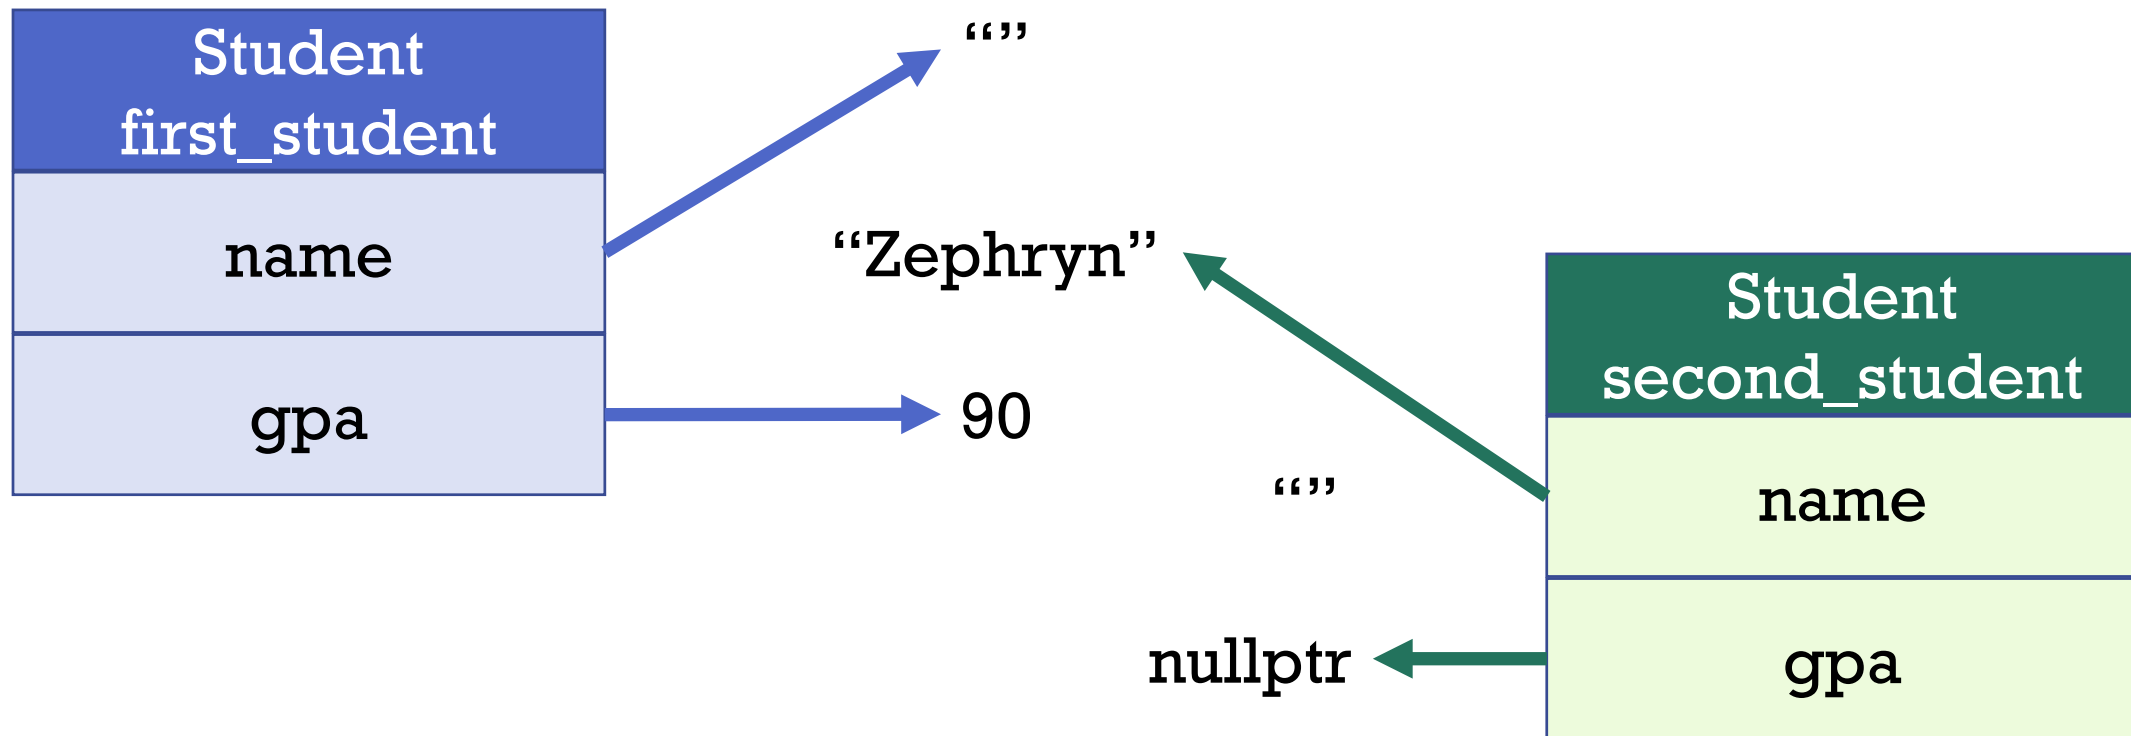 Student
first_student
name
gpa
“”
“Zephryn”
90
“”
nullptr
Student
second_student
name
gpa